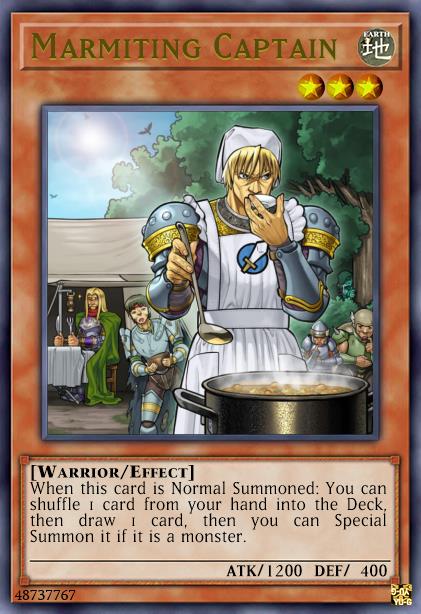 MARMITING CAPTAIN
EARTH
地
[WARRIOR/EFFECT]
When this card is Normal Summoned: You can
shuffle 1 card from your hand into the Deck,
then draw 1 card, then you can Special
Summon it if it is a monster.
ATK/1200 DEF/ 400
48737767